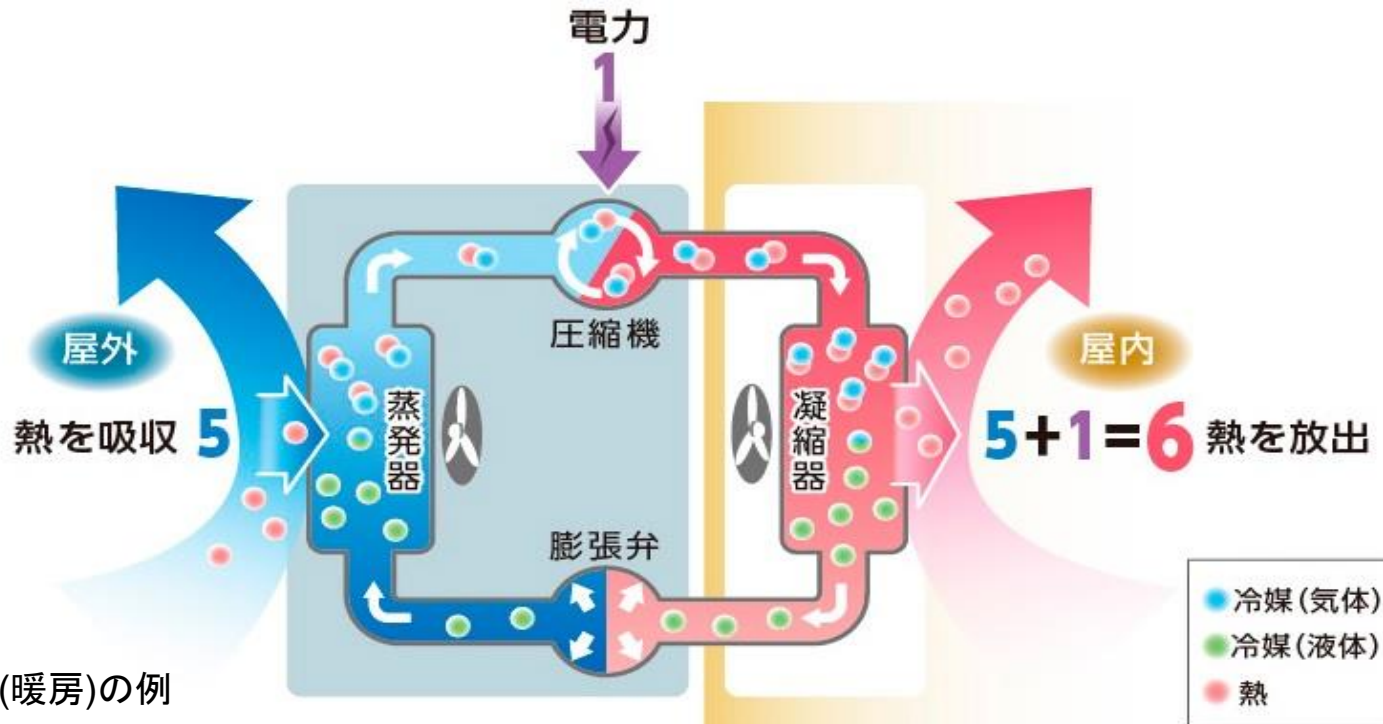 電力
1
圧縮機
屋外
屋内
熱を吸収 5
蒸発器
凝縮器
5+1=6 熱を放出
膨張弁
冷媒(気体)
冷媒(液体)
熱
(暖房)の例